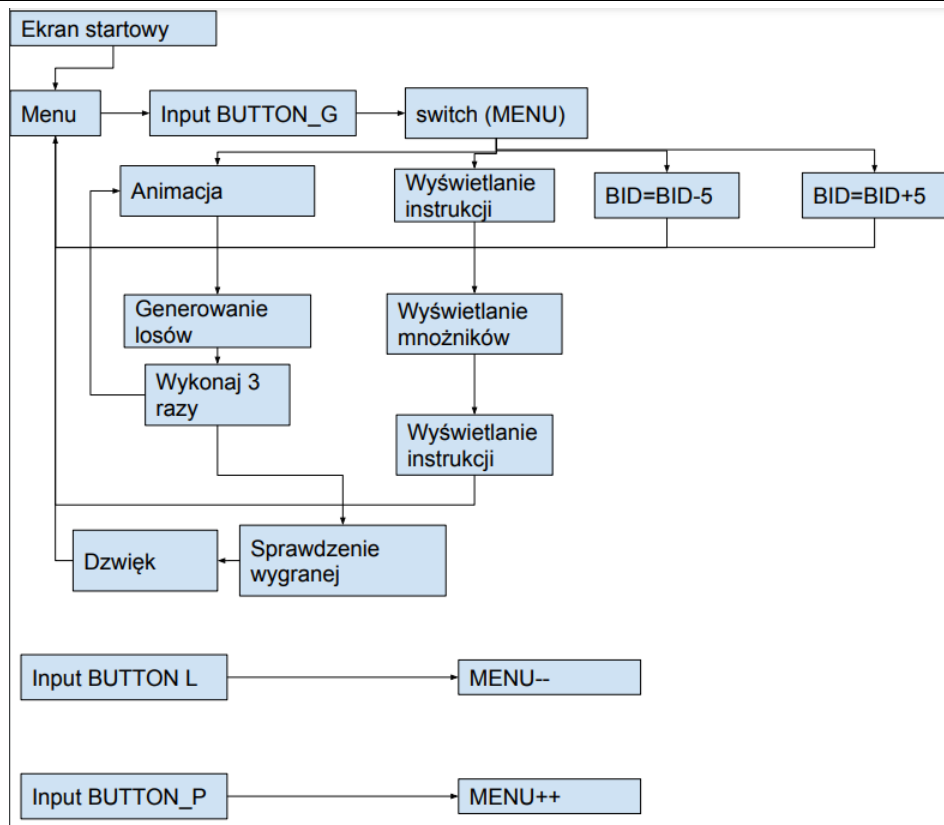 Ekran startowy
Menu
Input BUTTON_G
switch (MENU)
Animacja
Wyświetlanie
instrukcji
BID=BID-5
BID=BID+5
Generowanie
losów
Wyświetlanie
mnożników
Wykonaj 3
razy
Wyświetlanie
instrukcji
Dzwięk
Sprawdzenie
wygranej
Input BUTTON L
MENU--
Input BUTTON_P
MENU++